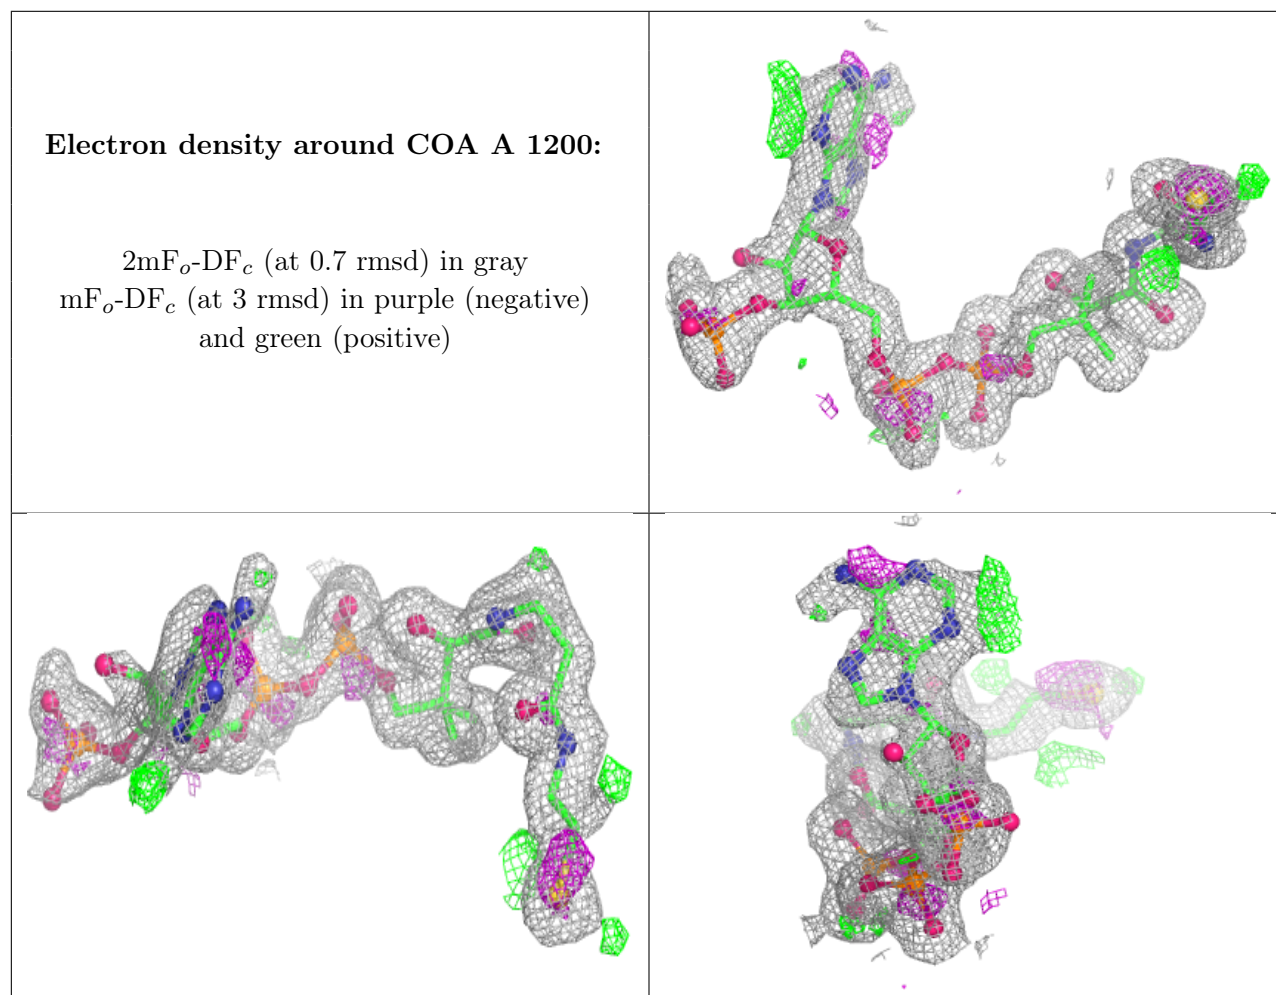 Electron density around COA A 1200:
2mFo-DFc (at 0.7 rmsd) in gray
mFo-DFc (at 3 rmsd) in purple (negative)
and green (positive)